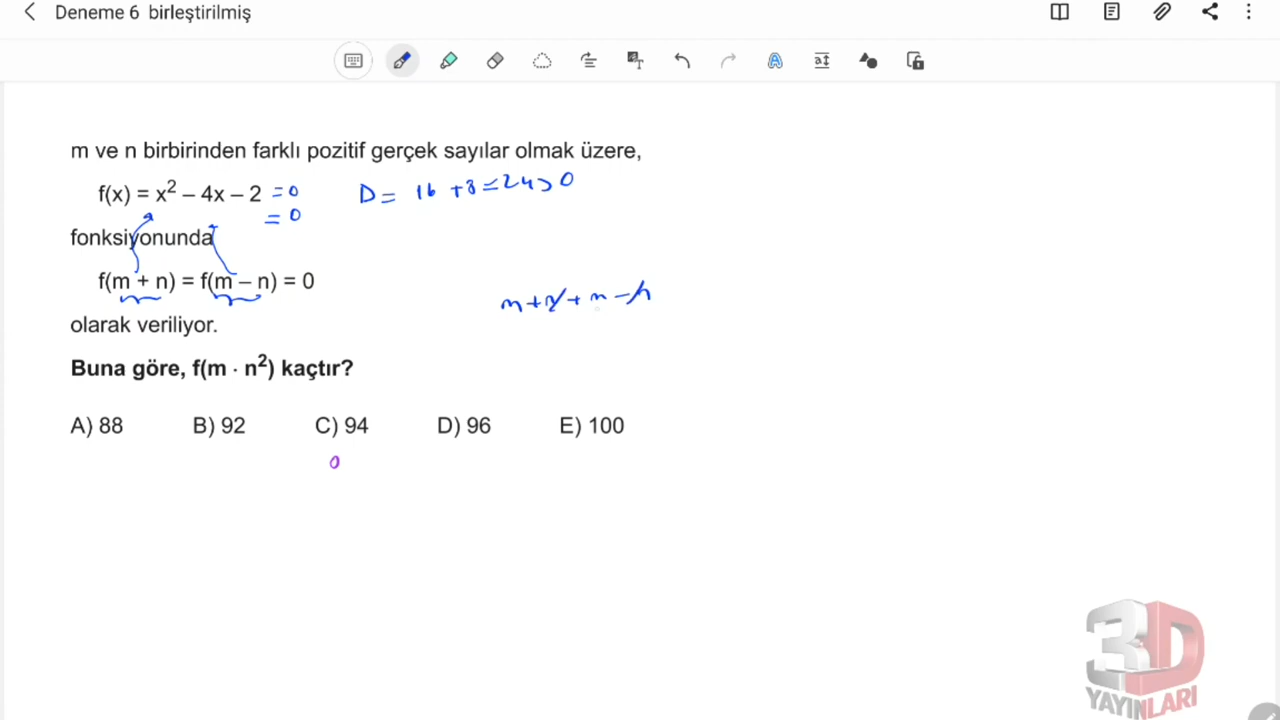 Deneme 6 birleştirilmiş
m ve n birbirinden farklı pozitif gerçek sayılar olmak üzere,
f(x) = x² – 4x – 2 = 0 D = 16 + 8 = 24 > 0
= 0
fonksiyonunda
f(m + n) = f(m – n) = 0
m + n + m – n
olarak veriliyor.
Buna göre, f(m · n²) kaçtır?
A) 88 B) 92 C) 94 D) 96 E) 100
3D
YAYINLARI